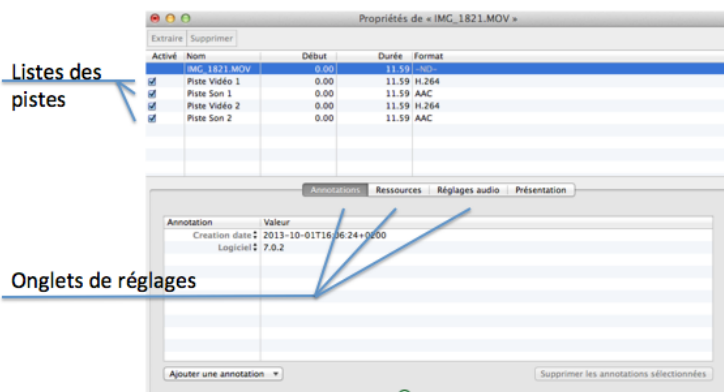 Propriétés de « IMG_1821.MOV »
Extraire Supprimer
Activé Nom Début Durée Format
IMG_1821.MOV 0.00 11.59 -ND-
Piste Vidéo 1 0.00 11.59 H.264
Piste Son 1 0.00 11.59 AAC
Piste Vidéo 2 0.00 11.59 H.264
Piste Son 2 0.00 11.59 AAC
Listes des
pistes
Annotations Ressources Réglages audio Présentation
Annotation Valeur
Creation date 2013-10-01T16:36:24+0200
Logiciel 7.0.2
Onglets de réglages
Ajouter une annotation Supprimer les annotations sélectionnées